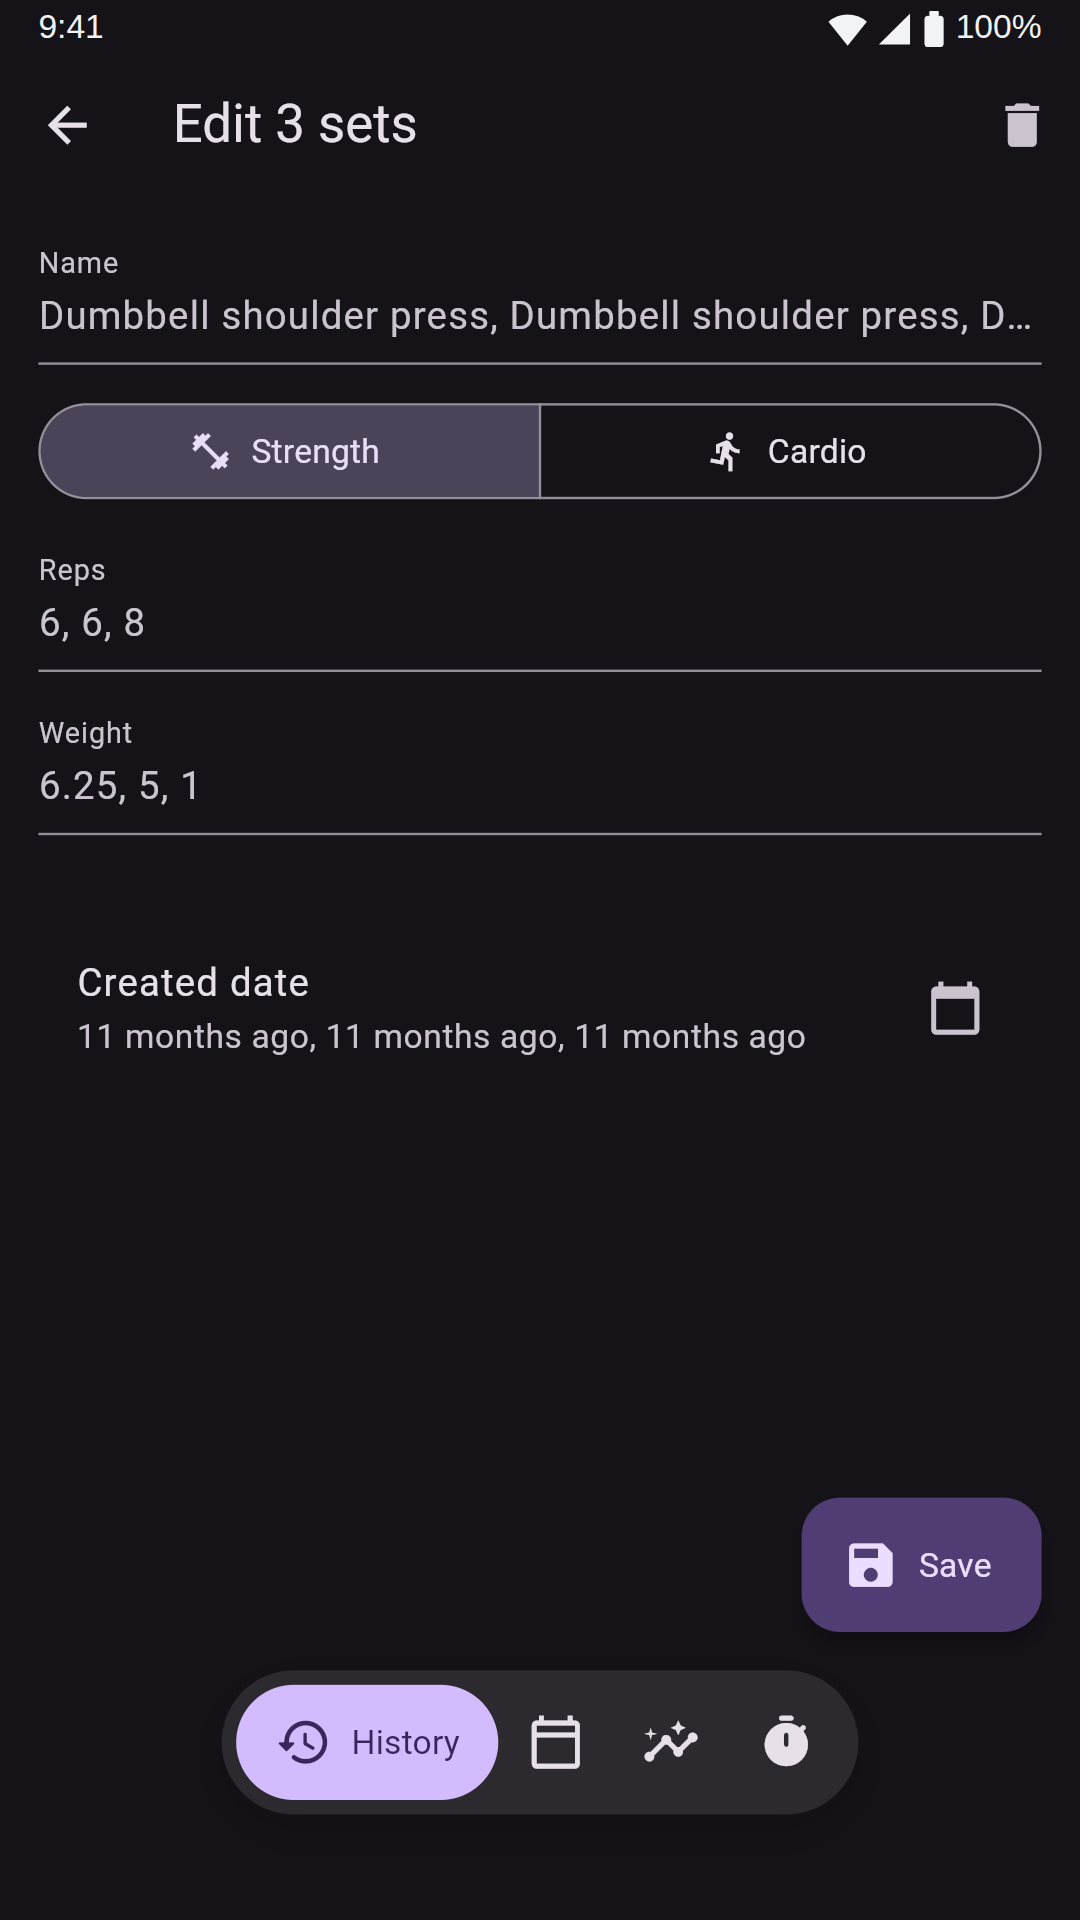 9:41
100%
Edit 3 sets
Name
Dumbbell shoulder press, Dumbbell shoulder press, D...
Strength
Cardio
Reps
6, 6, 8
Weight
6.25, 5, 1
Created date
11 months ago, 11 months ago, 11 months ago
Save
History